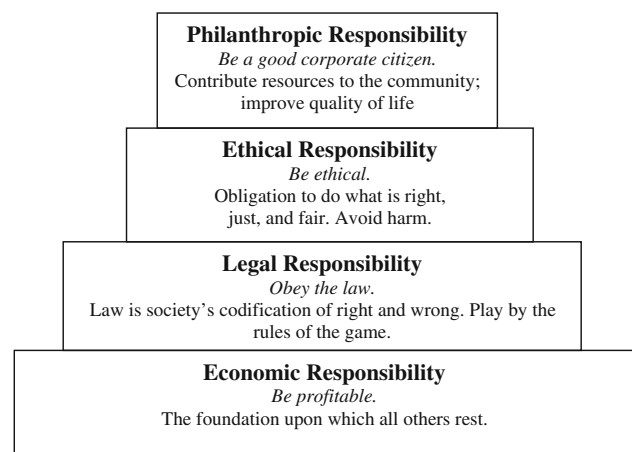 Philanthropic Responsibility
Be a good corporate citizen.
Contribute resources to the community;
improve quality of life
Ethical Responsibility
Be ethical.
Obligation to do what is right,
just, and fair. Avoid harm.
Legal Responsibility
Obey the law.
Law is society's codification of right and wrong. Play by the
rules of the game.
Economic Responsibility
Be profitable.
The foundation upon which all others rest.